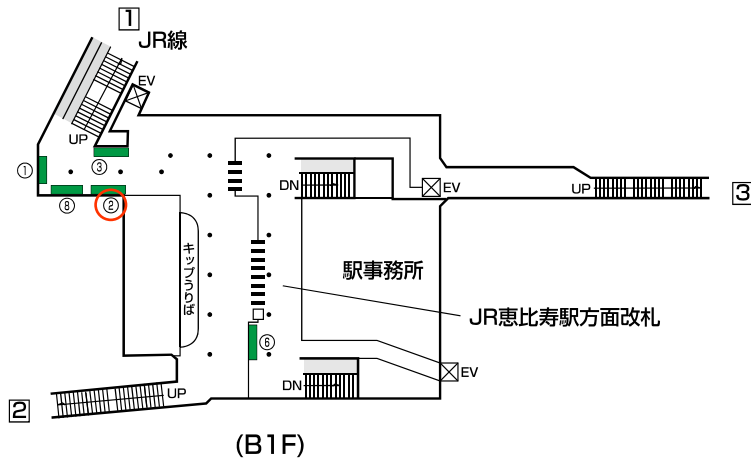 1
JR線
EV
UP
③
①
⑧
②
DN
EV
UP
3
キップうりば
駅事務所
JR恵比寿駅方面改札
⑥
EV
DN
UP
2
(B1F)